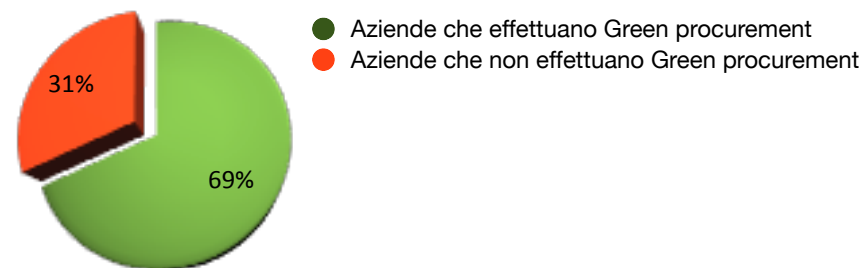 Aziende che effettuano Green procurement
Aziende che non effettuano Green procurement
31%
69%